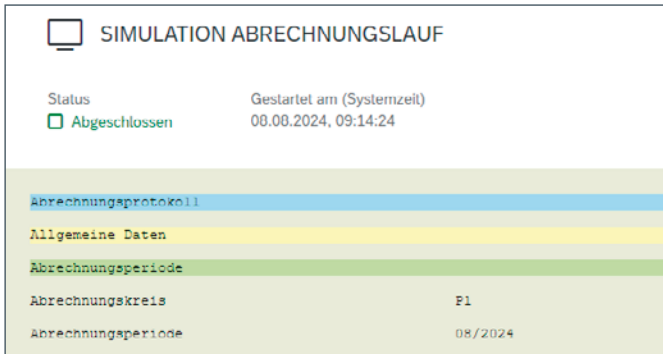 SIMULATION ABRECHNUNGSLAUF
Status Gestartet am (Systemzeit)
Abgeschlossen 08.08.2024, 09:14:24
Abrechnungsprotokoll
Allgemeine Daten
Abrechnungsperiode
Abrechnungskreis P1
Abrechnungsperiode 08/2024